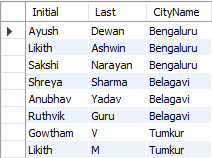 Initial Last CityName
Ayush Dewan Bengaluru
Likith Ashwin Bengaluru
Sakshi Narayan Bengaluru
Shreya Sharma Belagavi
Anubhav Yadav Belagavi
Ruthvik Guru Belagavi
Gowtham V Tumkur
Likith M Tumkur